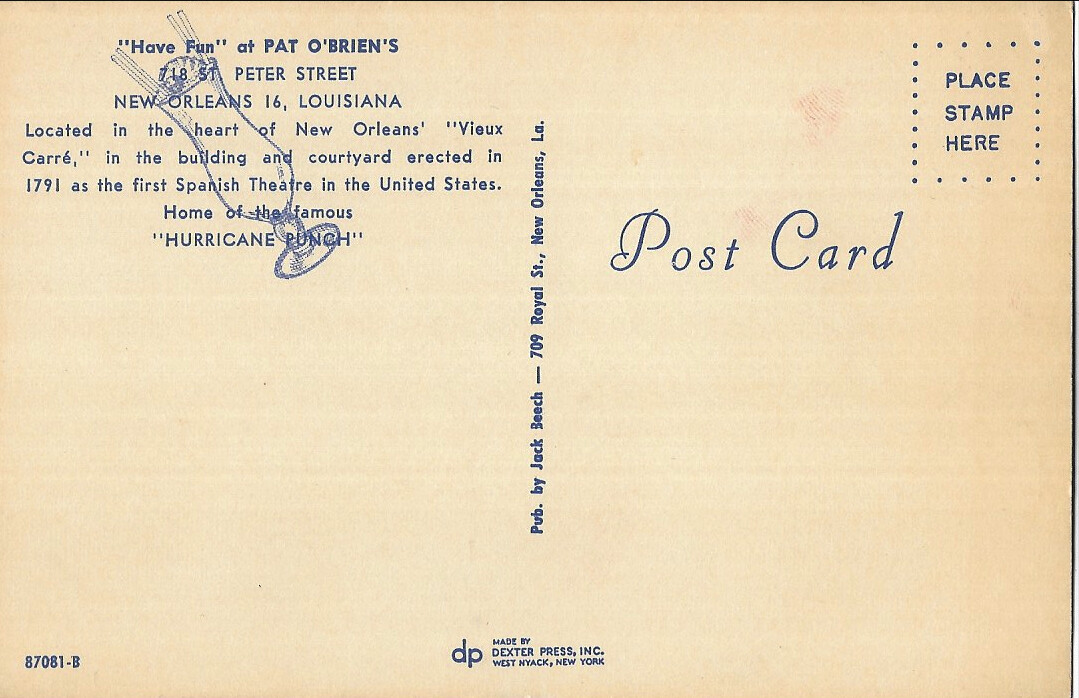 "Have Fun" at PAT O'BRIEN'S
718 ST. PETER STREET
NEW ORLEANS 16, LOUISIANA
Located in the heart of New Orleans' "Vieux
Carré," in the building and courtyard erected in
1791 as the first Spanish Theatre in the United States.
Home of the famous
"HURRICANE PUNCH"
Pub. by Jack Beech — 709 Royal St., New Orleans, La.
PLACE
STAMP
HERE
Post Card
87081-B
dp
MADE BY
DEXTER PRESS, INC.
WEST NYACK, NEW YORK